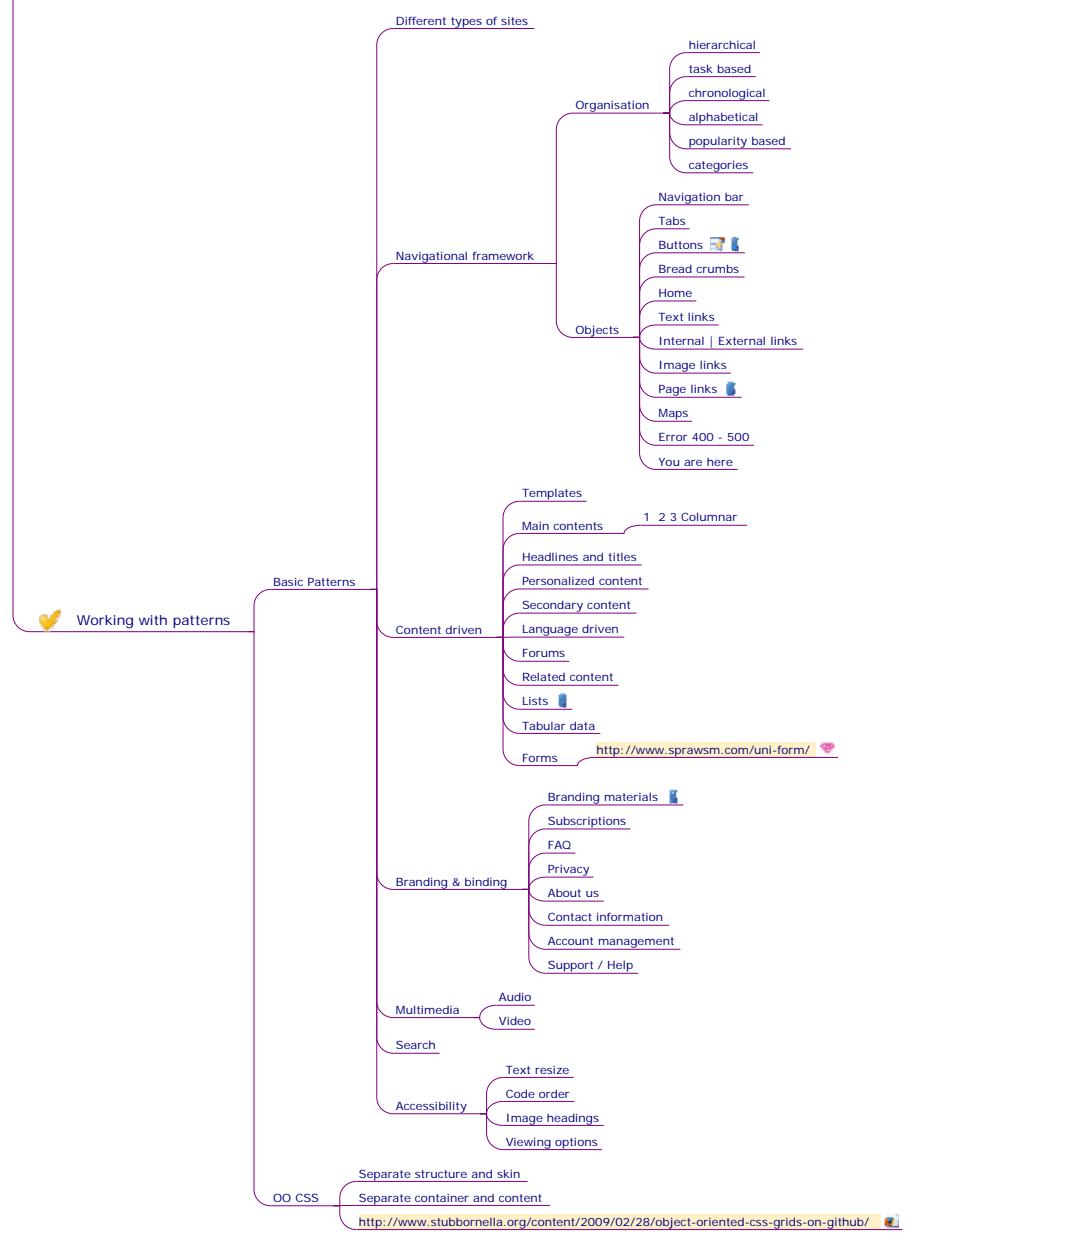 Different types of sites
hierarchical
task based
Organisation
chronological
alphabetical
popularity based
categories
Navigation bar
Tabs
Buttons
Navigational framework
Bread crumbs
Home
Text links
Objects
Internal | External links
Image links
Page links
Maps
Error 400 - 500
You are here
Templates
1 2 3 Columnar
Main contents
Headlines and titles
Basic Patterns
Personalized content
Secondary content
Working with patterns
Content driven
Language driven
Forums
Related content
Lists
Tabular data
http://www.sprawsm.com/uni-form/
Forms
Branding materials
Subscriptions
FAQ
Privacy
Branding & binding
About us
Contact information
Account management
Support / Help
Audio
Multimedia
Video
Search
Text resize
Code order
Accessibility
Image headings
Viewing options
Separate structure and skin
OO CSS
Separate container and content
http://www.stubbornella.org/content/2009/02/28/object-oriented-css-grids-on-github/